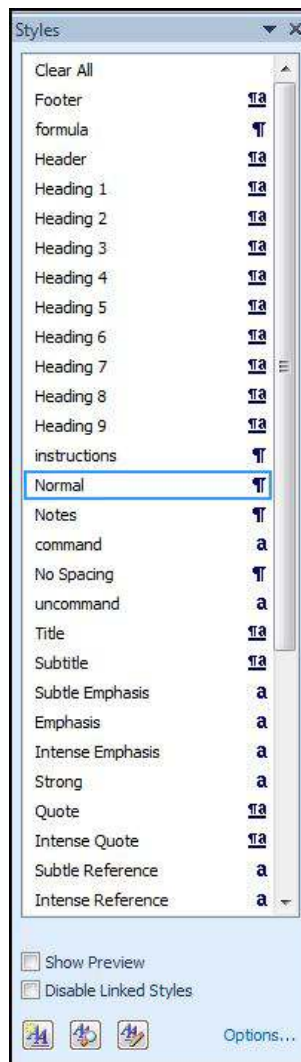 Styles
Clear All
Footer ¶a
formula ¶
Header ¶a
Heading 1 ¶a
Heading 2 ¶a
Heading 3 ¶a
Heading 4 ¶a
Heading 5 ¶a
Heading 6 ¶a
Heading 7 ¶a
Heading 8 ¶a
Heading 9 ¶a
instructions ¶
Normal ¶
Notes ¶
command a
No Spacing ¶
uncommand a
Title ¶a
Subtitle ¶a
Subtle Emphasis a
Emphasis a
Intense Emphasis a
Strong a
Quote ¶a
Intense Quote ¶a
Subtle Reference a
Intense Reference a
Show Preview
Disable Linked Styles
Options...